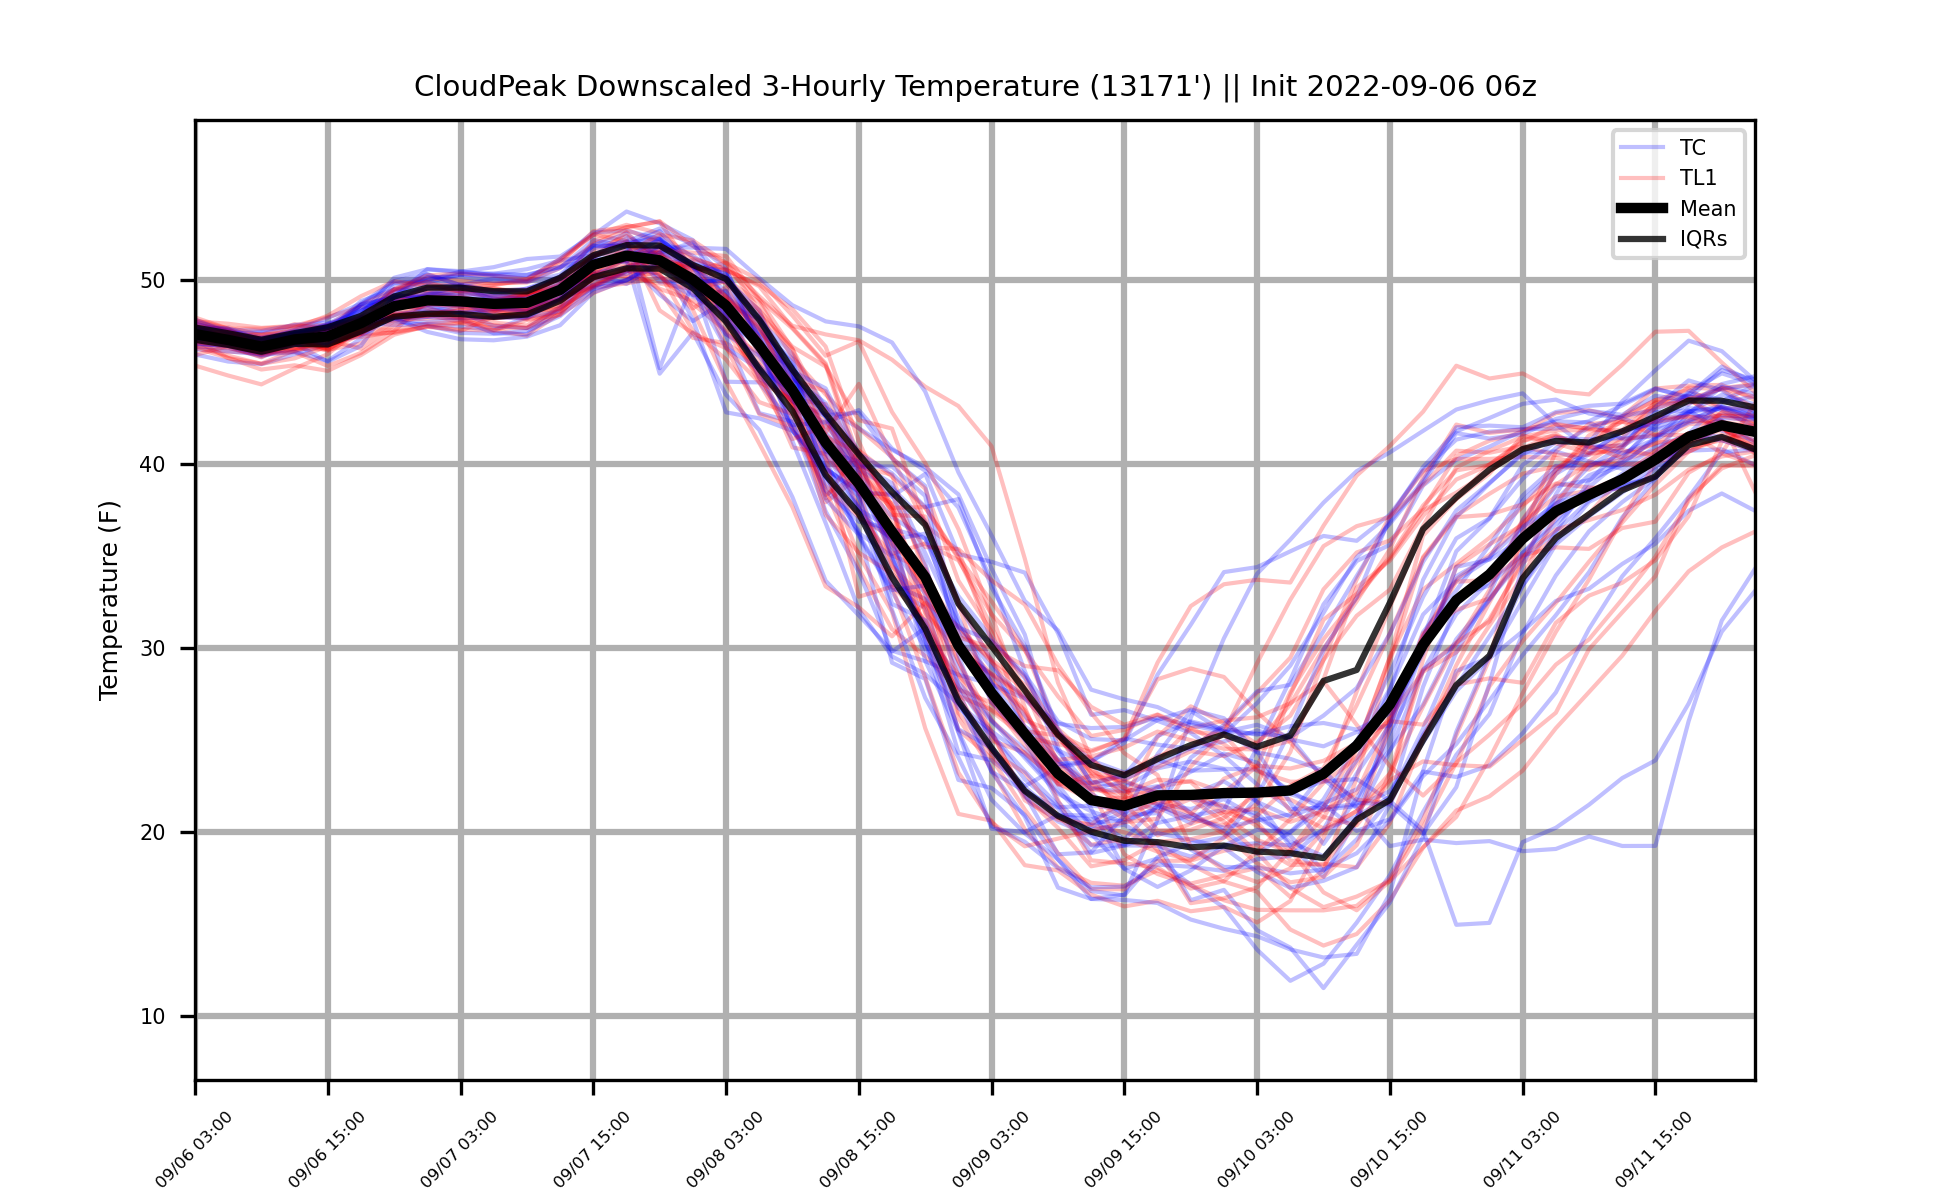 CloudPeak Downscaled 3-Hourly Temperature (13171') || Init 2022-09-06 06z
TC
TL1
Mean
IQRs
Temperature (F)
50
40
30
20
10
09/06 03:00
09/06 15:00
09/07 03:00
09/07 15:00
09/08 03:00
09/08 15:00
09/09 03:00
09/09 15:00
09/10 03:00
09/10 15:00
09/11 03:00
09/11 15:00